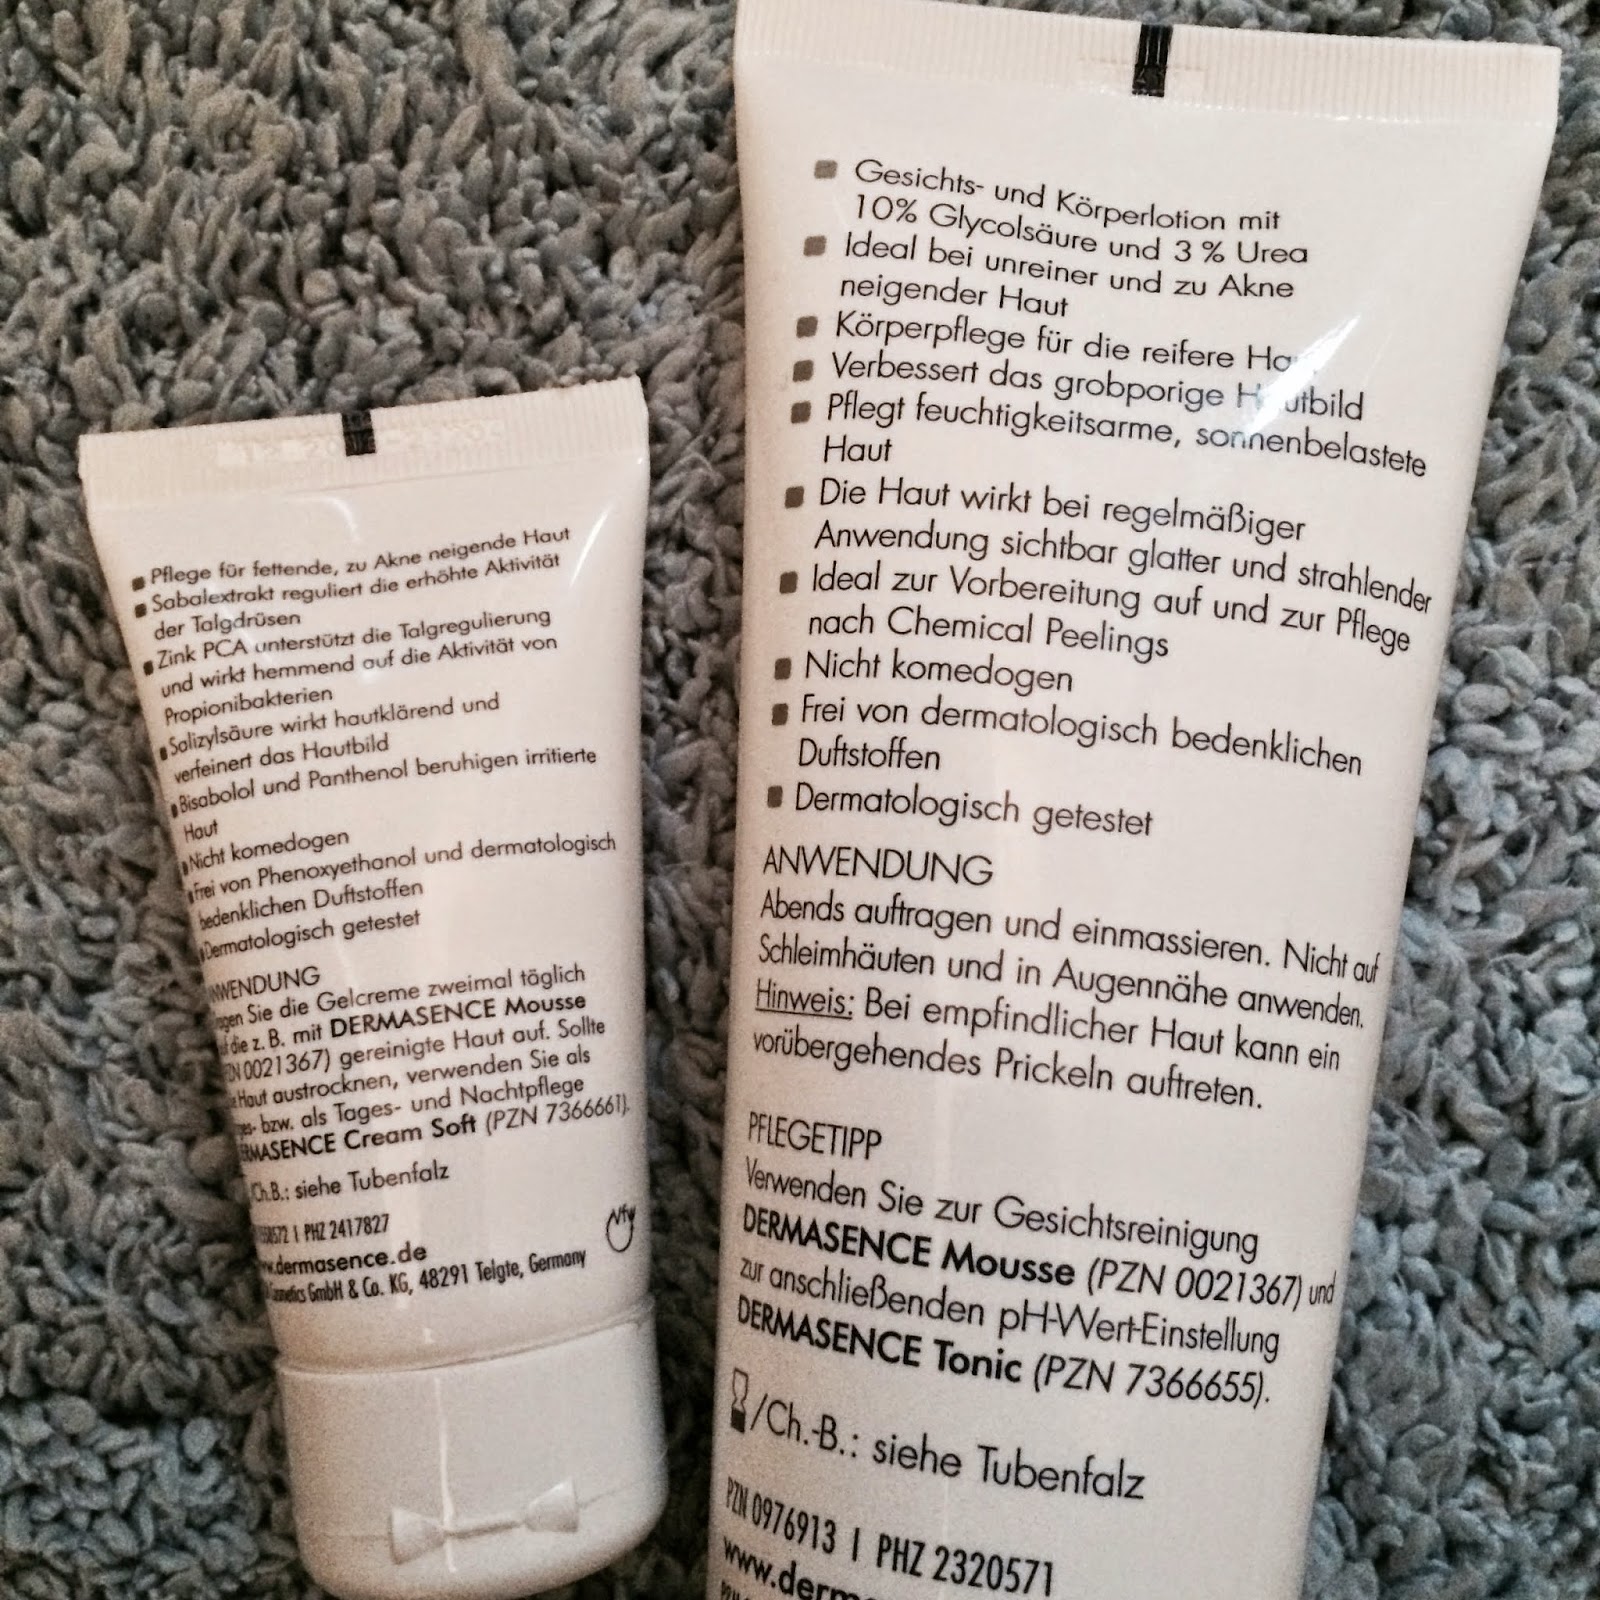 Pflege für fettende, zu Akne neigende Haut
Sabalextrakt reguliert die erhöhte Aktivität
der Talgdrüsen
Zink PCA unterstützt die Talgregulierung
und wirkt hemmend auf die Aktivität von
Propionibakterien
Salizylsäure wirkt hautklärend und
verfeinert das Hautbild
Bisabolol und Panthenol beruhigen irritierte
Haut
Nicht komedogen
Frei von Phenoxyethanol und dermatologisch
bedenklichen Duftstoffen
Dermatologisch getestet
NWENDUNG
Sie die Gelcreme zweimal täglich
die z. B. mit DERMASENCE Mousse
0021367) gereinigte Haut auf. Sollte
Haut austrocknen, verwenden Sie als
bzw. als Tages- und Nachtpflege
RMASENCE Cream Soft (PZN 7366661).
/Ch.B.: siehe Tubenfalz
| PHZ 2417827
.dermasence.de
GmbH & Co. KG, 48291 Telgte, Germany
vfw
Gesichts- und Körperlotion mit
10% Glycolsäure und 3 % Urea
Ideal bei unreiner und zu Akne
neigender Haut
Körperpflege für die reifere
Verbessert das grobporige Hautbild
Pflegt feuchtigkeitsarme, sonnenbelastete
Haut
Die Haut wirkt bei regelmäßiger
Anwendung sichtbar glatter und strahlender
Ideal zur Vorbereitung auf und zur Pflege
nach Chemical Peelings
Nicht komedogen
Frei von dermatologisch bedenklichen
Duftstoffen
Dermatologisch getestet
ANWENDUNG
Abends auftragen und einmassieren. Nicht auf
Schleimhäuten und in Augennähe anwenden.
Hinweis: Bei empfindlicher Haut kann ein
vorübergehendes Prickeln auftreten.
PFLEGETIPP
Verwenden Sie zur Gesichtsreinigung
DERMASENCE Mousse (PZN 0021367) und
zur anschließenden pH-Wert-Einstellung
DERMASENCE Tonic (PZN 7366655).
/Ch.-B.: siehe Tubenfalz
PZN 0976913 | PHZ 2320571
www.derm